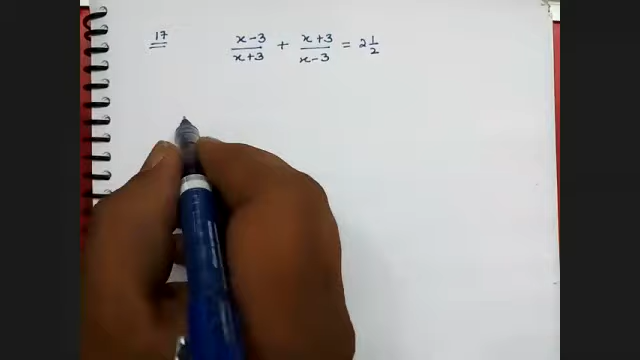 17 (x-3)/(x+3) + (x+3)/(x-3) = 2 1/2